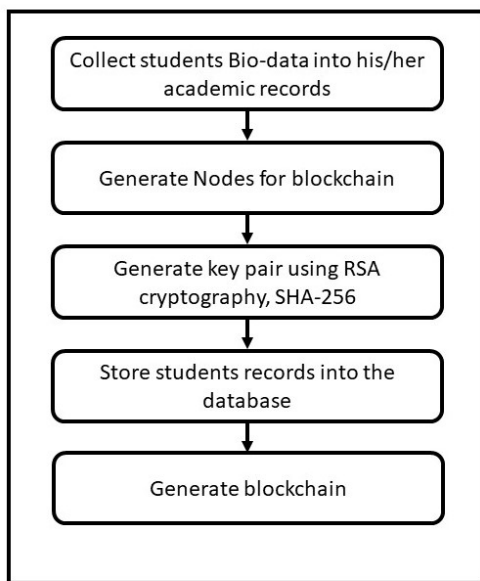 Collect students Bio-data into his/her
academic records
Generate Nodes for blockchain
Generate key pair using RSA
cryptography, SHA-256
Store students records into the
database
Generate blockchain